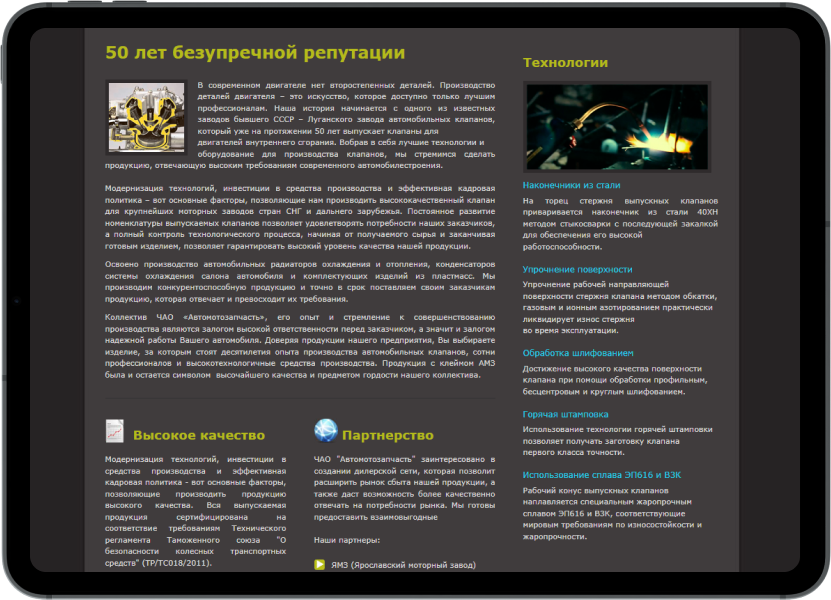 50 лет безупречной репутации
В современном двигателе нет второстепенных деталей. Производство
деталей двигателя – это искусство, которое доступно только лучшим
профессионалам. Наша история начинается с одного из известных
заводов бывшего СССР – Луганского завода автомобильных клапанов,
который уже на протяжении 50 лет выпускает клапаны для
двигателей внутреннего сгорания. Вобрав в себя лучшие технологии и
оборудование для производства клапанов, мы стремимся сделать
продукцию, отвечающую высоким требованиям современного автомобилестроения.
Модернизация технологий, инвестиции в средства производства и эффективная кадровая
политика – вот основные факторы, позволяющие нам производить высококачественный клапан
для крупнейших моторных заводов стран СНГ и дальнего зарубежья. Постоянное развитие
номенклатуры выпускаемых клапанов позволяет удовлетворять потребности наших заказчиков,
а полный контроль технологического процесса, начиная от получаемого сырья и заканчивая
готовым изделием, позволяет гарантировать высокий уровень качества нашей продукции.
Освоено производство автомобильных радиаторов охлаждения и отопления, конденсаторов
системы охлаждения салона автомобиля и комплектующих изделий из пластмасс. Мы
производим конкурентоспособную продукцию и точно в срок поставляем своим заказчикам
продукцию, которая отвечает и превосходит их требования.
Коллектив ЧАО «Автомотозапчасть», его опыт и стремление к совершенствованию
производства являются залогом высокой ответственности перед заказчиком, а значит и залогом
надежной работы Вашего автомобиля. Доверяя продукции нашего предприятия, Вы выбираете
изделие, за которым стоят десятилетия опыта производства автомобильных клапанов, сотни
профессионалов и высокотехнологичные средства производства. Продукция с клеймом АМЗ
была и остается символом высочайшего качества и предметом гордости нашего коллектива.
Высокое качество
Модернизация технологий, инвестиции в
средства производства и эффективная
кадровая политика - вот основные факторы,
позволяющие производить продукцию
высокого качества. Вся выпускаемая
продукция сертифицирована на
соответствие требованиям Технического
регламента Таможенного союза "О
безопасности колесных транспортных
средств" (ТР/ТС018/2011).
Партнерство
ЧАО "Автомотозапчасть" заинтересовано в
создании дилерской сети, которая позволит
расширить рынок сбыта нашей продукции, а
также даст возможность более качественно
отвечать на потребности рынка. Мы готовы
предоставить взаимовыгодные
Наши партнеры:
ЯМЗ (Ярославский моторный завод)
Технологии
Наконечники из стали
На торец стержня выпускных клапанов
приваривается наконечник из стали 40ХН
методом стыкосварки с последующей закалкой
для обеспечения его высокой
работоспособности.
Упрочнение поверхности
Упрочнение рабочей направляющей
поверхности стержня клапана методом обкатки,
газовым и ионным азотированием практически
ликвидирует износ стержня
во время эксплуатации.
Обработка шлифованием
Достижение высокого качества поверхности
клапана при помощи обработки профильным,
бесцентровым и круглым шлифованием.
Горячая штамповка
Использование технологии горячей штамповки
позволяет получать заготовку клапана
первого класса точности.
Использование сплава ЭП616 и ВЗК
Рабочий конус выпускных клапанов
наплавляется специальным жаропрочным
сплавом ЭП616 и ВЗК, соответствующие
мировым требованиям по износостойкости и
жаропрочности.